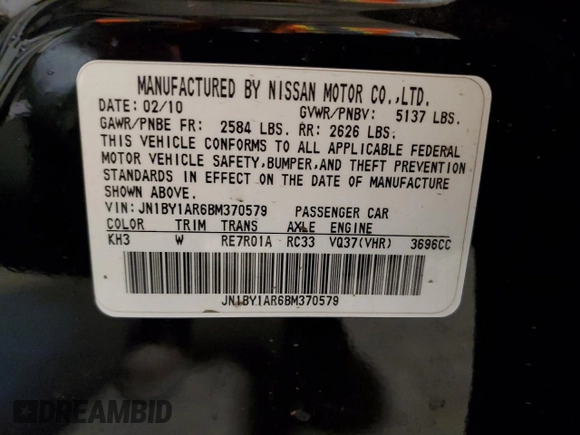 MANUFACTURED BY NISSAN MOTOR CO.,LTD.
DATE: 02/10 GVWR/PNBV: 5137 LBS.
GAWR/PNBE FR: 2584 LBS. RR: 2626 LBS.
THIS VEHICLE CONFORMS TO ALL APPLICABLE FEDERAL
MOTOR VEHICLE SAFETY,BUMPER,AND THEFT PREVENTION
STANDARDS IN EFFECT ON THE DATE OF MANUFACTURE
SHOWN ABOVE.
VIN: JN1BY1AR6BM370579 PASSENGER CAR
COLOR TRIM TRANS AXLE ENGINE
KH3 W RE7R01A RC33 VQ37(VHR) 3696CC
JN1BY1AR6BM370579
DREAMBID